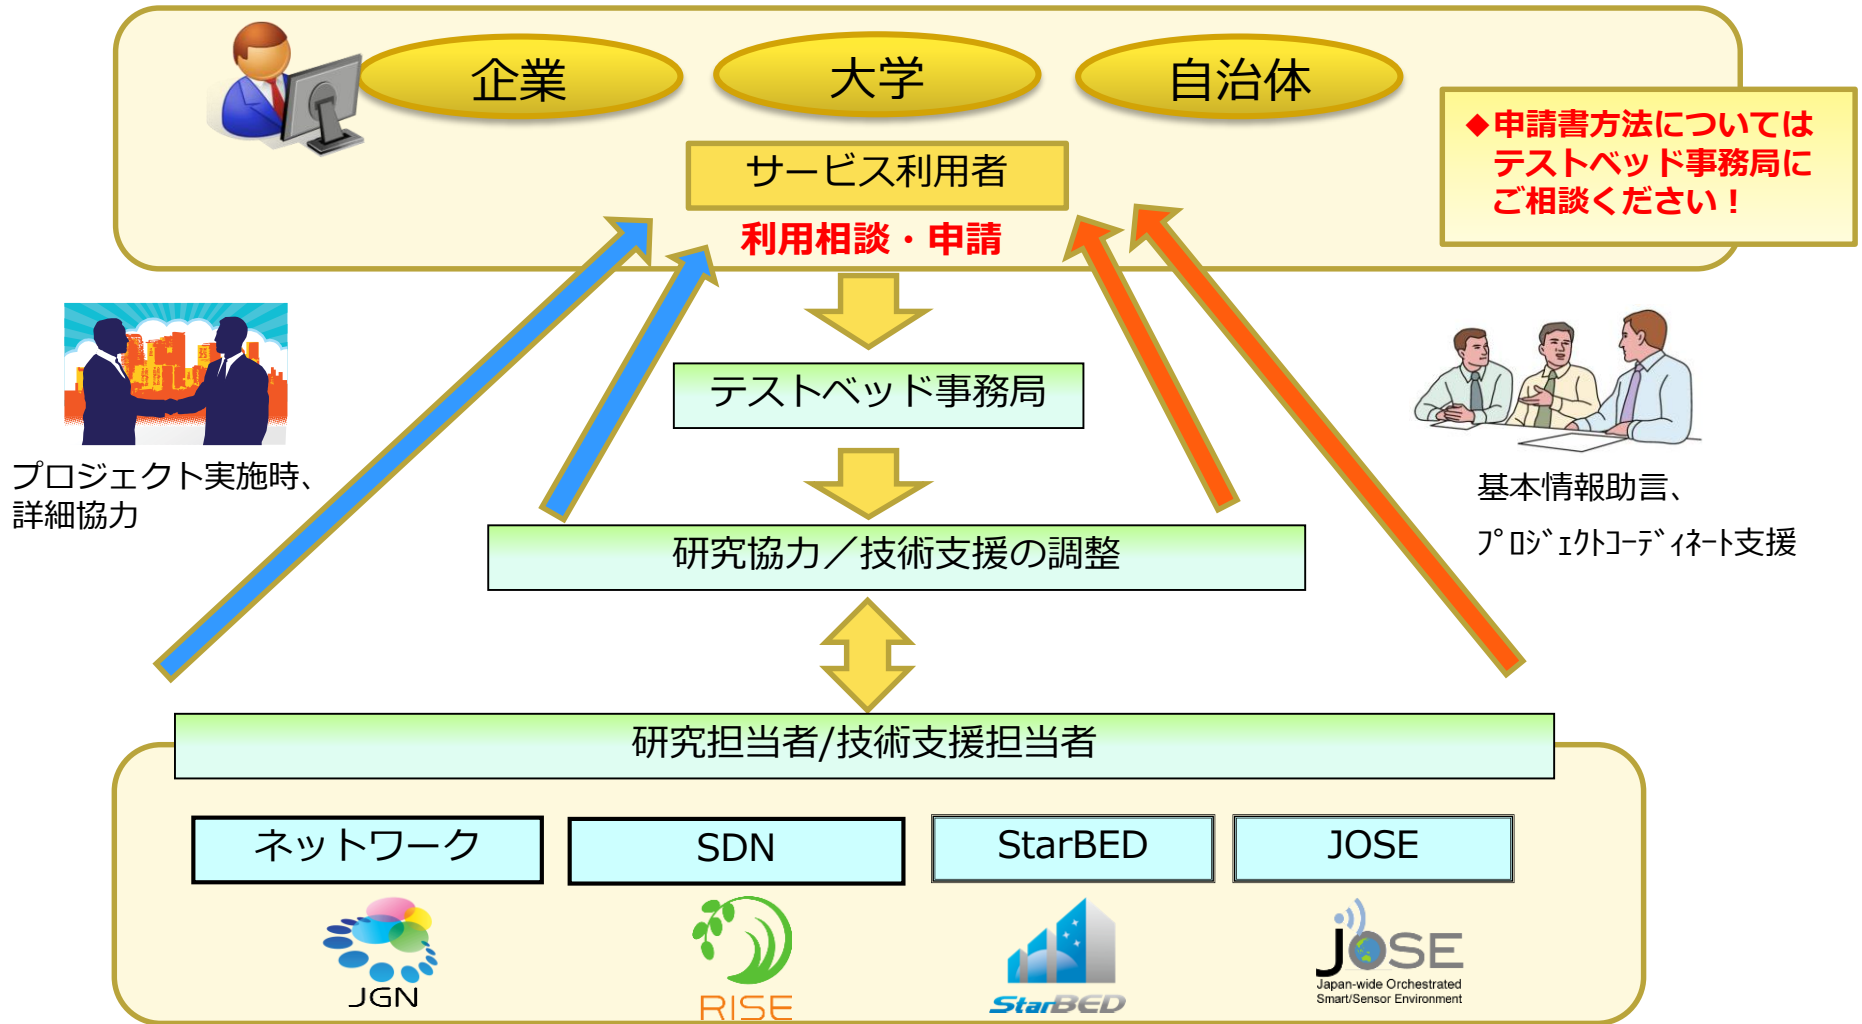 企業
大学
自治体
◆申請書方法については
テストベッド事務局に
ご相談ください！
サービス利用者
利用相談・申請
テストベッド事務局
プロジェクト実施時、
詳細協力
基本情報助言、
ﾌﾟﾛｼﾞｪｸﾄｺｰﾃﾞｨﾈｰﾄ支援
研究協力／技術支援の調整
研究担当者/技術支援担当者
ネットワーク
SDN
StarBED
JOSE
JGN
RISE
StarBED
JOSE
Japan-wide Orchestrated
Smart/Sensor Environment